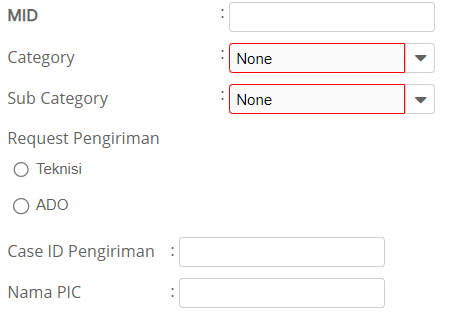 MID :
Category : None
Sub Category : None
Request Pengiriman
Teknisi
ADO
Case ID Pengiriman :
Nama PIC :